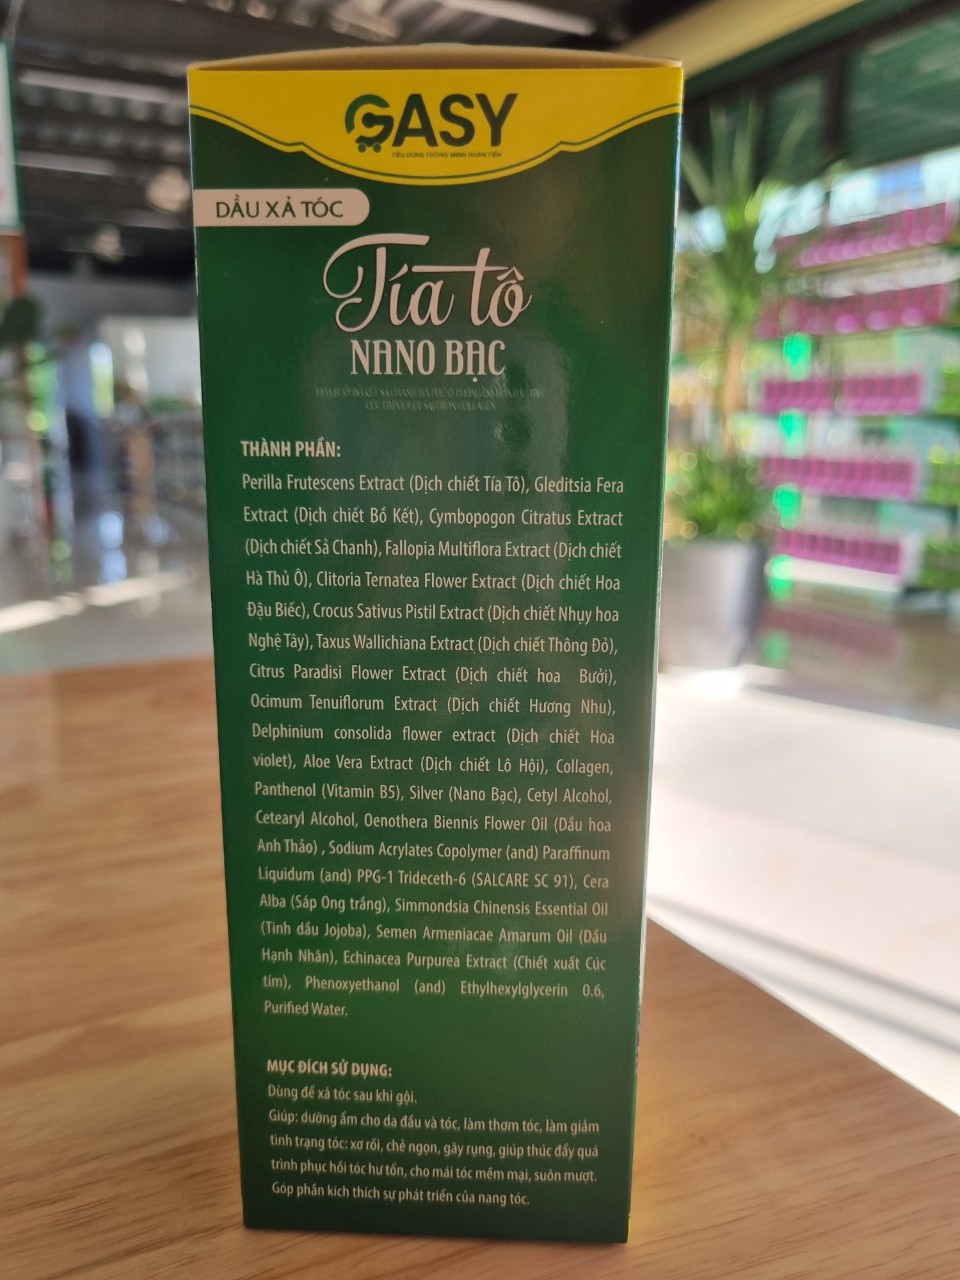 GASY
TIÊU DÙNG THÔNG MINH HOÀN TIỀN
DẦU XẢ TÓC
Tía tô
NANO BẠC
THÀNH PHẦN:
Perilla Frutescens Extract (Dịch chiết Tía Tô), Gleditsia Fera
Extract (Dịch chiết Bồ Kết), Cymbopogon Citratus Extract
(Dịch chiết Sả Chanh), Fallopia Multiflora Extract (Dịch chiết
Hà Thủ Ô), Clitoria Ternatea Flower Extract (Dịch chiết Hoa
Đậu Biếc), Crocus Sativus Pistil Extract (Dịch chiết Nhụy hoa
Nghệ Tây), Taxus Wallichiana Extract (Dịch chiết Thông Đỏ),
Citrus Paradisi Flower Extract (Dịch chiết hoa Bưởi),
Ocimum Tenuiflorum Extract (Dịch chiết Hương Nhu),
Delphinium consolida flower extract (Dịch chiết Hoa
violet), Aloe Vera Extract (Dịch chiết Lô Hội), Collagen,
Panthenol (Vitamin B5), Silver (Nano Bạc), Cetyl Alcohol,
Cetearyl Alcohol, Oenothera Biennis Flower Oil (Dầu hoa
Anh Thảo) , Sodium Acrylates Copolymer (and) Paraffinum
Liquidum (and) PPG-1 Trideceth-6 (SALCARE SC 91), Cera
Alba (Sáp Ong trắng), Simmondsia Chinensis Essential Oil
(Tinh dầu Jojoba), Semen Armeniacae Amarum Oil (Dầu
Hạnh Nhân), Echinacea Purpurea Extract (Chiết xuất Cúc
tím), Phenoxyethanol (and) Ethylhexylglycerin 0.6,
Purified Water.
MỤC ĐÍCH SỬ DỤNG:
Dùng để xả tóc sau khi gội.
Giúp: dưỡng ẩm cho da đầu và tóc, làm thơm tóc, làm giảm
tình trạng tóc: xơ rối, chẻ ngọn, gãy rụng, giúp thúc đẩy quá
trình phục hồi tóc hư tổn, cho mái tóc mềm mại, suôn mượt.
Góp phần kích thích sự phát triển của nang tóc.